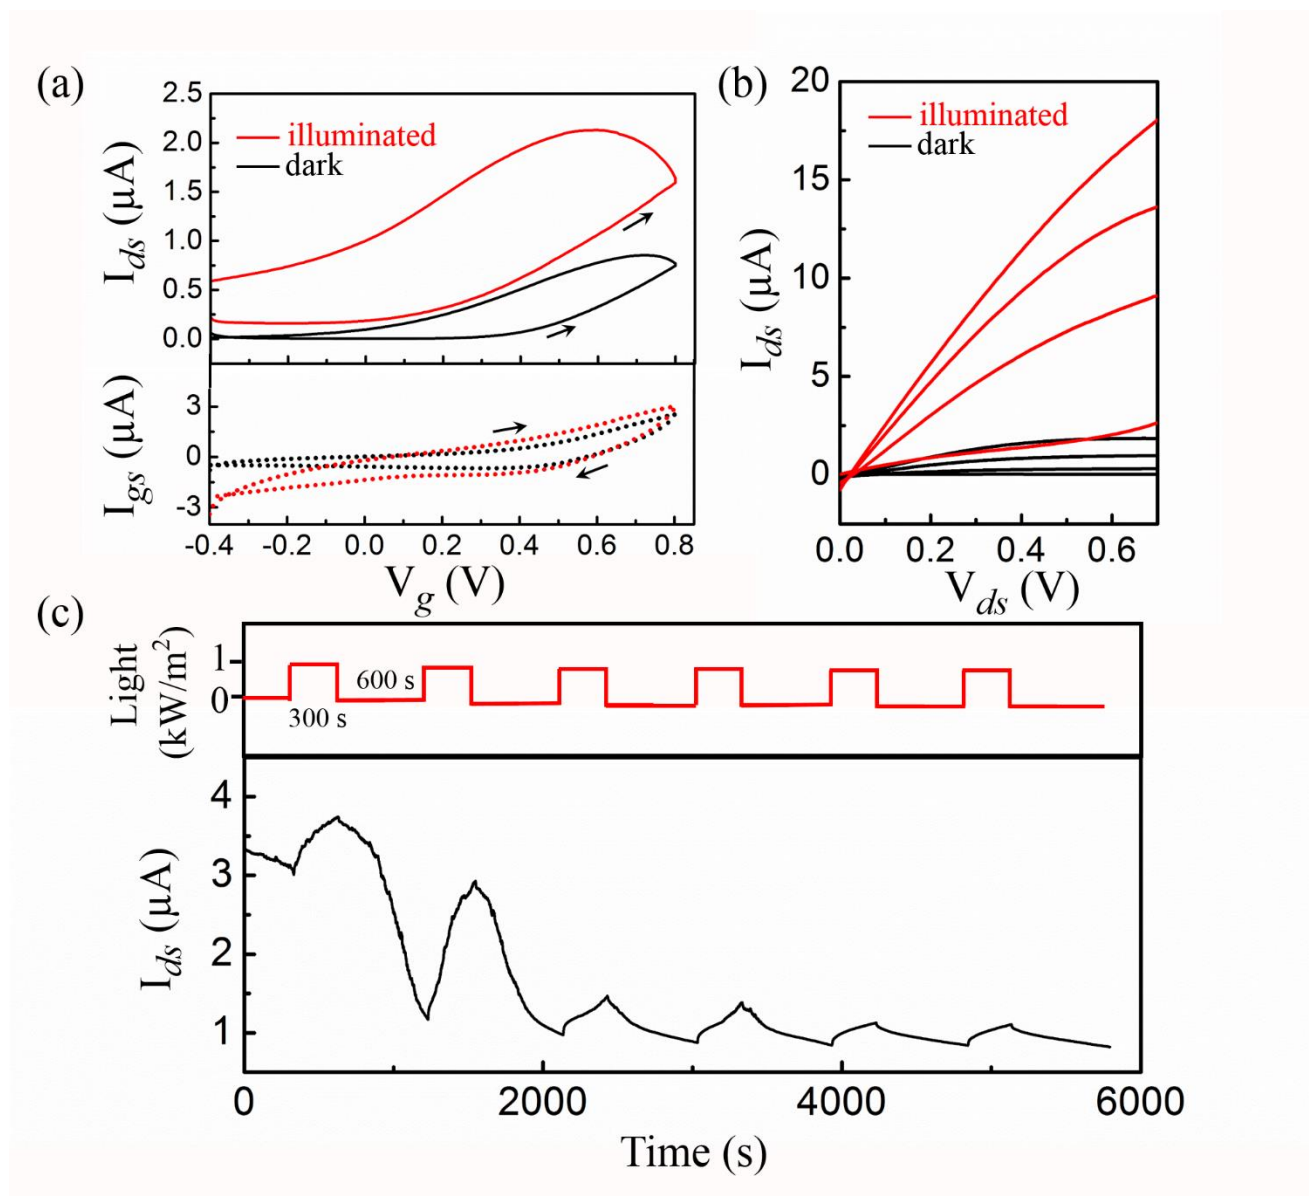 (a)
2.5
2.0
1.5
1.0
0.5
0.0
I_ds (μA)
illuminated
dark
3
0
-3
I_gs (μA)
-0.4 -0.2 0.0 0.2 0.4 0.6 0.8
V_g (V)
(b)
20
15
10
5
0
I_ds (μA)
illuminated
dark
0.0 0.2 0.4 0.6
V_ds (V)
(c)
Light
(kW/m²)
1
0
600 s
300 s
4
3
2
1
I_ds (μA)
0 2000 4000 6000
Time (s)